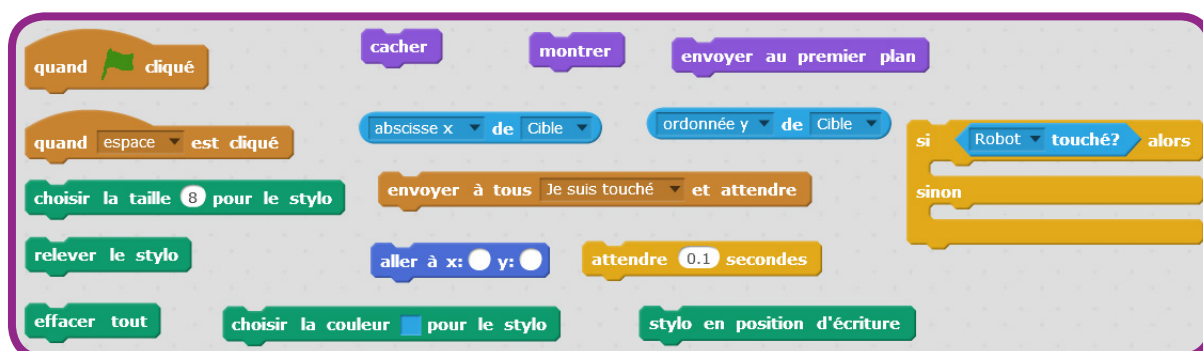 quand cliqué
cacher
montrer
envoyer au premier plan
quand espace est cliqué
abscisse x de Cible
ordonnée y de Cible
si Robot touché? alors
sinon
choisir la taille 8 pour le stylo
envoyer à tous Je suis touché et attendre
relever le stylo
aller à x: y:
attendre 0.1 secondes
effacer tout
choisir la couleur pour le stylo
stylo en position d'écriture